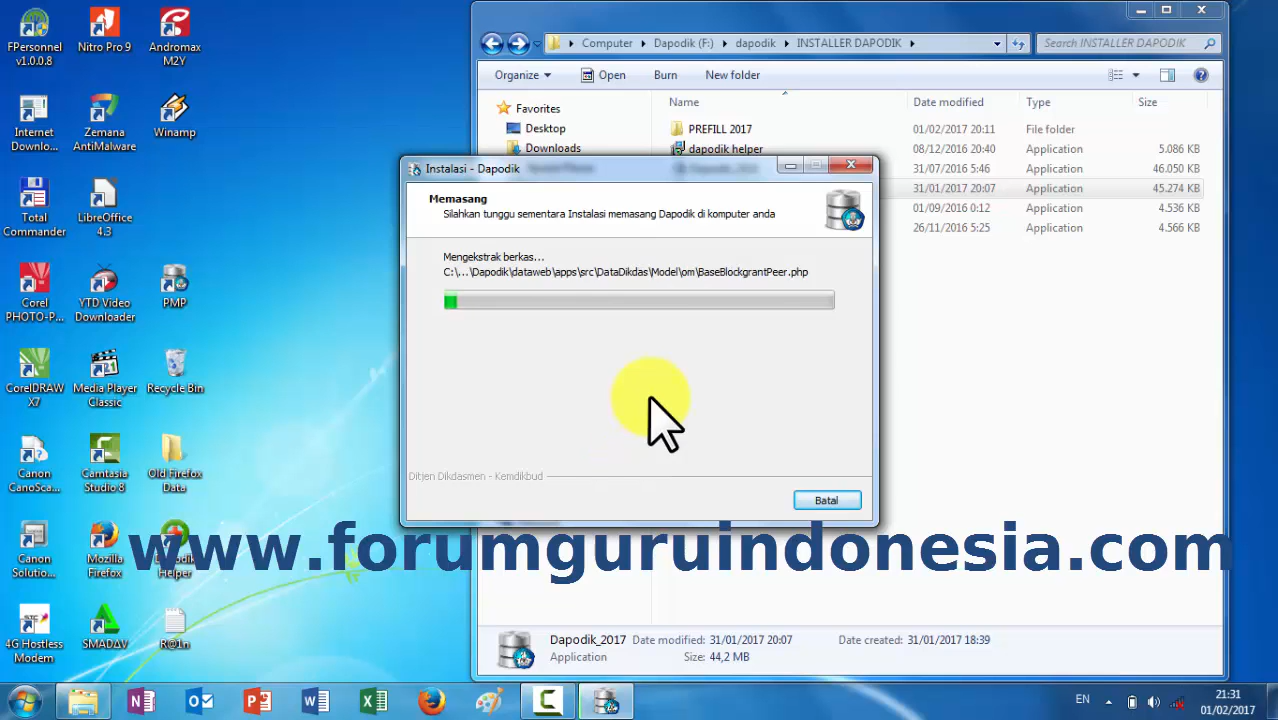 FPersonnel
v1.0.0.8
Nitro Pro 9
Andromax
M2Y
Internet
Downlo...
Zemana
AntiMalware
Winamp
Total
Commander
LibreOffice
4.3
Corel
PHOTO-P...
YTD Video
Downloader
PMP
CorelDRAW
X7
Media Player
Classic
Recycle Bin
Canon
CanoSca...
Camtasia
Studio 8
Old Firefox
Data
Canon
Solutio...
Mozilla
Firefox
Dapodik
Helper
4G Hostless
Modem
SMADAV
R@1n
Computer
Dapodik (F:)
dapodik
INSTALLER DAPODIK
Search INSTALLER DAPODIK
Organize
Open
Burn
New folder
Name
Date modified
Type
Size
Favorites
Desktop
Downloads
PREFILL 2017
01/02/2017 20:11
File folder
dapodik helper
08/12/2016 20:40
Application
5.086 KB
31/07/2016 5:46
Application
46.050 KB
31/01/2017 20:07
Application
45.274 KB
01/09/2016 0:12
Application
4.536 KB
26/11/2016 5:25
Application
4.566 KB
Instalasi - Dapodik
Memasang
Silahkan tunggu sementara Instalasi memasang Dapodik di komputer anda
Mengekstrak berkas...
C:\...\Dapodik\dataweb\apps\src\DataDikdas\Model\om\BaseBlockgrantPeer.php
Ditjen Dikdasmen - Kemdikbud
Batal
www.forumguruindonesia.com
Dapodik_2017
Date modified: 31/01/2017 20:07
Date created: 31/01/2017 18:39
Application
Size: 44,2 MB
EN
21:31
01/02/2017